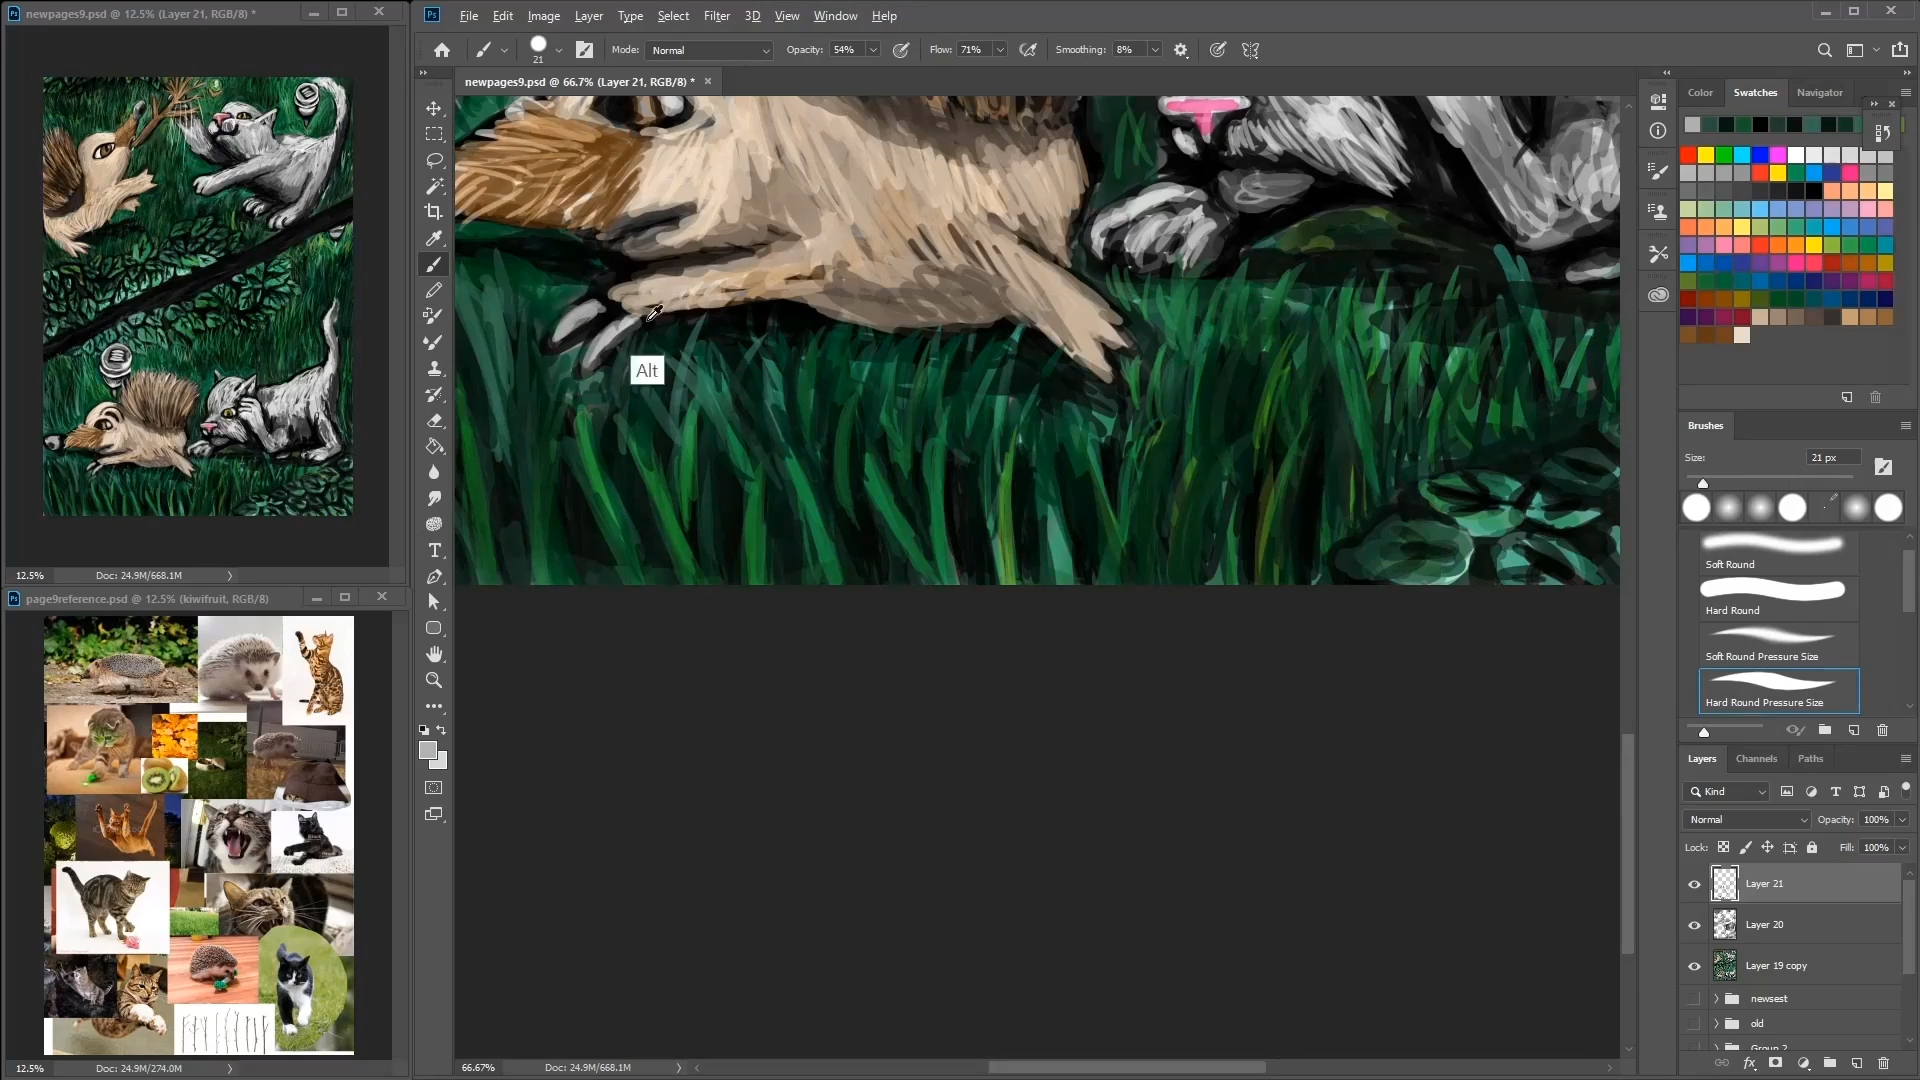 newpages9.psd @ 12.5% (Layer 21, RGB/8) *
File Edit Image Layer Type Select Filter 3D View Window Help
21
Mode: Normal Opacity: 54% Flow: 71% Smoothing: 8%
newpages9.psd @ 66.7% (Layer 21, RGB/8) *
Color Swatches Navigator
Alt
Brushes
Size: 21 px
Soft Round
Hard Round
Soft Round Pressure Size
Hard Round Pressure Size
12.5% Doc: 24.9M/668.1M
page9reference.psd @ 12.5% (kiwifruit, RGB/8)
Layers Channels Paths
Kind
Normal Opacity: 100%
Lock: Fill: 100%
Layer 21
Layer 20
Layer 19 copy
newsest
old
Group 2
12.5% Doc: 24.9M/274.0M
66.67% Doc: 24.9M/668.1M